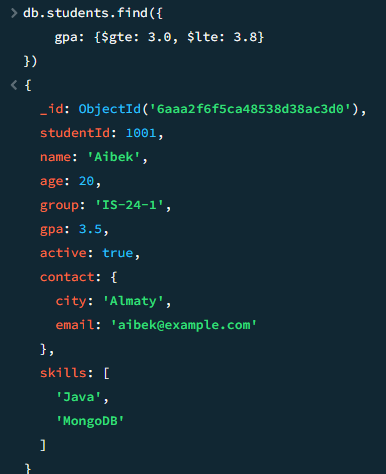 > db.students.find({
gpa: {$gte: 3.0, $lte: 3.8}
})
< {
_id: ObjectId('6aaa2f6f5ca48538d38ac3d0'),
studentId: 1001,
name: 'Aibek',
age: 20,
group: 'IS-24-1',
gpa: 3.5,
active: true,
contact: {
city: 'Almaty',
email: 'aibek@example.com'
},
skills: [
'Java',
'MongoDB'
]
}